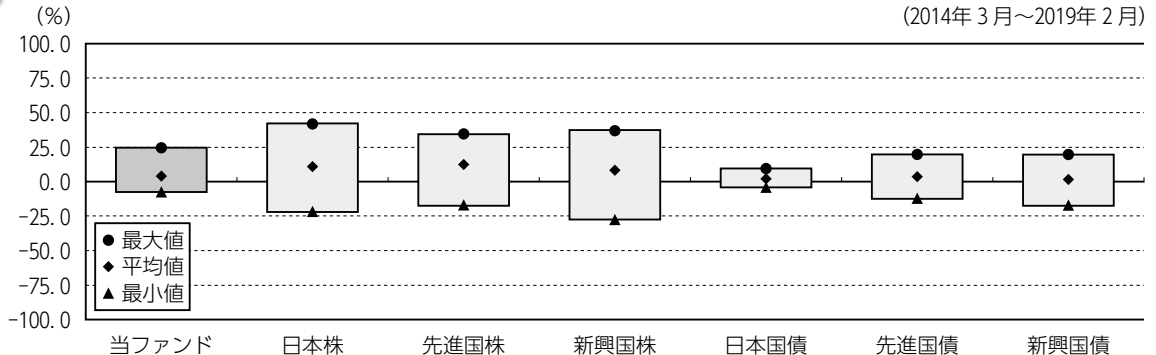 (%)
(2014年3月～2019年2月)
100.0
75.0
50.0
25.0
0.0
-25.0
-50.0
-75.0
-100.0
● 最大値
◆ 平均値
▲ 最小値
当ファンド 日本株 先進国株 新興国株 日本国債 先進国債 新興国債